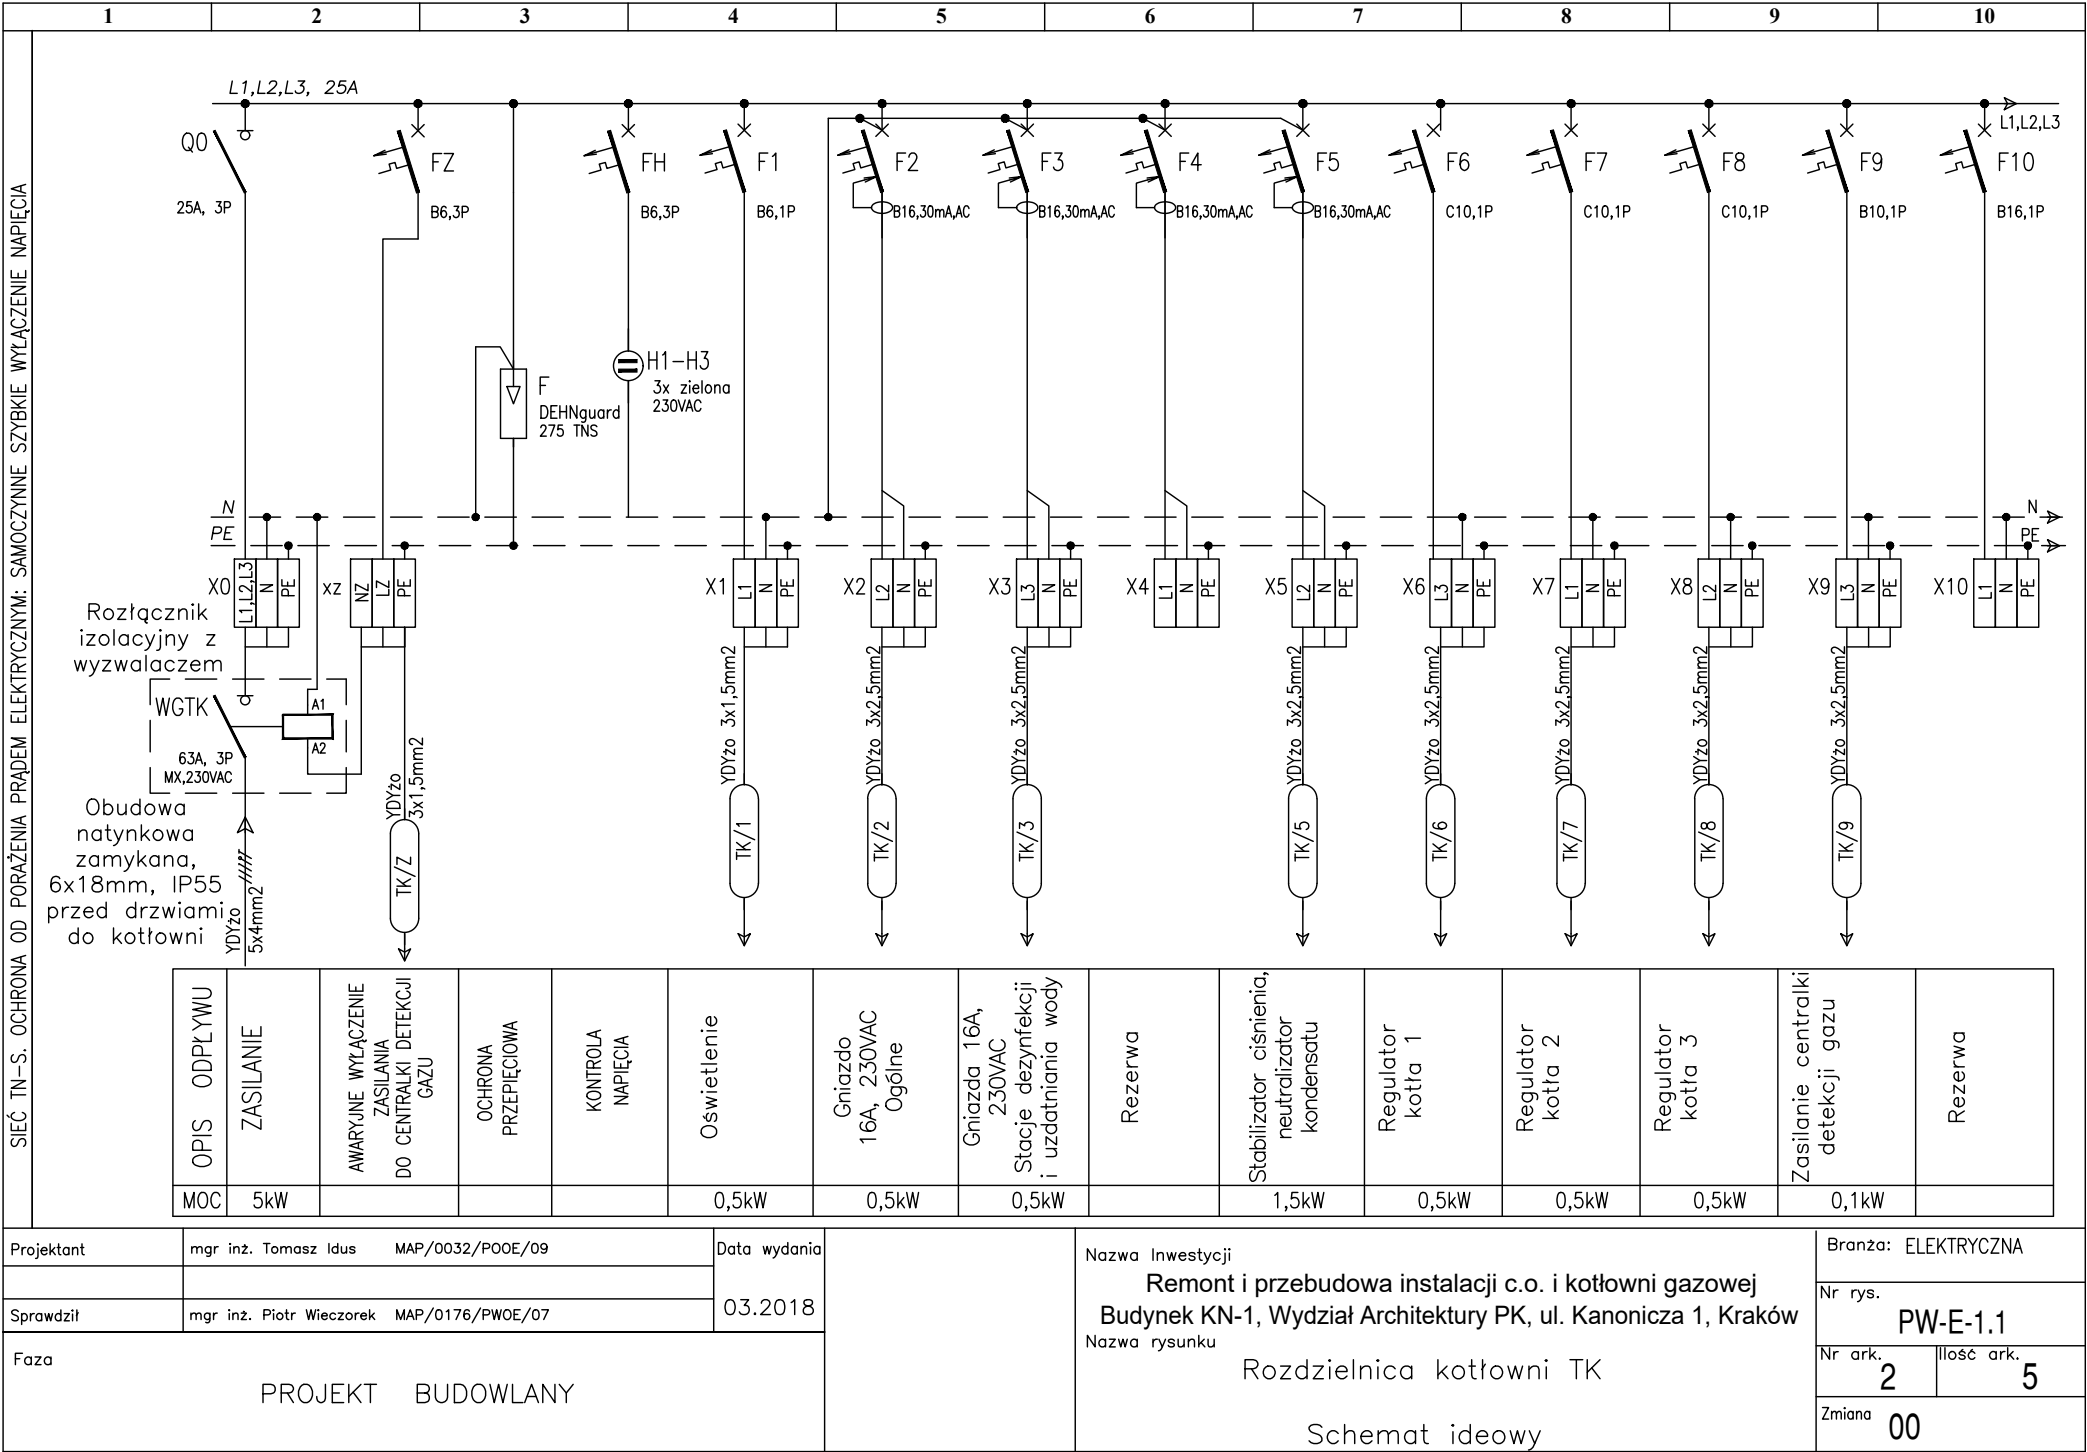 1 2 3 4 5 6 7 8 9 10
SIEĆ TN-S. OCHRONA OD PORAŻENIA PRĄDEM ELEKTRYCZNYM: SAMOCZYNNE SZYBKIE WYŁĄCZENIE NAPIĘCIA
L1,L2,L3, 25A
L1,L2,L3
Q0 FZ FH F1 F2 F3 F4 F5 F6 F7 F8 F9 F10
25A, 3P B6,3P B6,3P B6,1P B16,30mA,AC B16,30mA,AC B16,30mA,AC B16,30mA,AC C10,1P C10,1P C10,1P B10,1P B16,1P
F
DEHNguard
275 TNS
H1-H3
3x zielona
230VAC
N N
PE PE
X0 L1,L2,L3 N PE
xz NZ LZ PE
X1 L1 N PE
X2 L2 N PE
X3 L3 N PE
X4 L1 N PE
X5 L2 N PE
X6 L3 N PE
X7 L1 N PE
X8 L2 N PE
X9 L3 N PE
X10 L1 N PE
Rozłącznik
izolacyjny z
wyzwalaczem
WGTK
63A, 3P
MX,230VAC
A1
A2
Obudowa
natynkowa
zamykana,
6x18mm, IP55
przed drzwiami
do kotłowni
YDYżo
5x4mm2
YDYżo
3x1,5mm2
TK/Z
YDYżo 3x1,5mm2
TK/1
YDYżo 3x2,5mm2
TK/2
YDYżo 3x2,5mm2
TK/3
YDYżo 3x2,5mm2
TK/5
YDYżo 3x2,5mm2
TK/6
YDYżo 3x2,5mm2
TK/7
YDYżo 3x2,5mm2
TK/8
YDYżo 3x2,5mm2
TK/9
OPIS ODPŁYWU
ZASILANIE
AWARYJNE WYŁĄCZENIE
ZASILANIA
DO CENTRALKI DETEKCJI
GAZU
OCHRONA
PRZEPIĘCIOWA
KONTROLA
NAPIĘCIA
Oświetlenie
Gniazdo
16A, 230VAC
Ogólne
Gniazda 16A,
230VAC
Stacje dezynfekcji
i uzdatniania wody
Rezerwa
Stabilizator ciśnienia,
neutralizator
kondensatu
Regulator
kotła 1
Regulator
kotła 2
Regulator
kotła 3
Zasilanie centralki
detekcji gazu
Rezerwa
MOC 5kW 0,5kW 0,5kW 0,5kW 1,5kW 0,5kW 0,5kW 0,5kW 0,1kW
Projektant mgr inż. Tomasz Idus MAP/0032/POOE/09
Sprawdził mgr inż. Piotr Wieczorek MAP/0176/PWOE/07
Data wydania
03.2018
Faza
PROJEKT BUDOWLANY
Nazwa Inwestycji
Remont i przebudowa instalacji c.o. i kotłowni gazowej
Budynek KN-1, Wydział Architektury PK, ul. Kanonicza 1, Kraków
Nazwa rysunku
Rozdzielnica kotłowni TK
Schemat ideowy
Branża: ELEKTRYCZNA
Nr rys.
PW-E-1.1
Nr ark. Ilość ark.
2 5
Zmiana 00